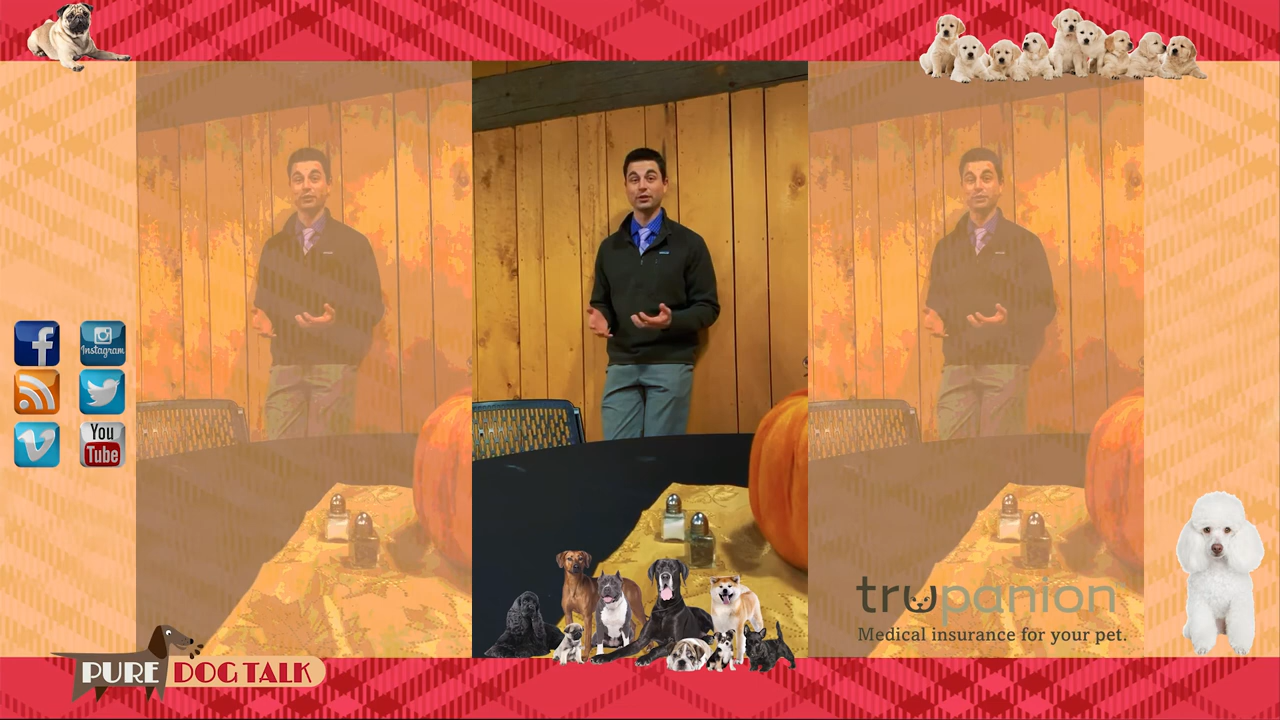 Instagram
You
Tube
trupanion
Medical insurance for your pet.
PURE DOG TALK